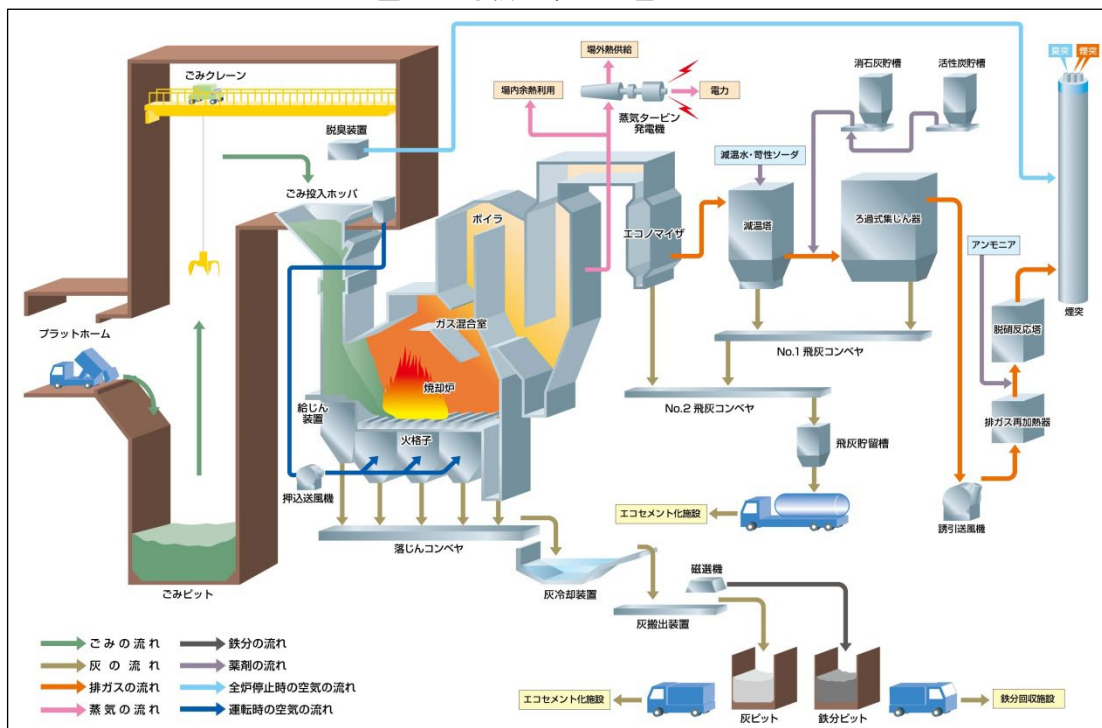 ごみクレーン
脱臭装置
ごみ投入ホッパ
プラットホーム
ごみピット
場外熱供給
場内余熱利用
電力
蒸気タービン
発電機
ボイラ
エコノマイザ
ガス混合室
焼却炉
給じん
装置
火格子
押込送風機
落じんコンベヤ
灰冷却装置
減温水・苛性ソーダ
減温塔
消石灰貯槽
活性炭貯槽
ろ過式集じん器
アンモニア
臭突
煙突
煙突
脱硝反応塔
排ガス再加熱器
誘引送風機
No.1 飛灰コンベヤ
No.2 飛灰コンベヤ
飛灰貯留槽
エコセメント化施設
磁選機
灰搬出装置
エコセメント化施設
灰ピット
鉄分ピット
鉄分回収施設
ごみの流れ
灰の流れ
排ガスの流れ
蒸気の流れ
鉄分の流れ
薬剤の流れ
全炉停止時の空気の流れ
運転時の空気の流れ